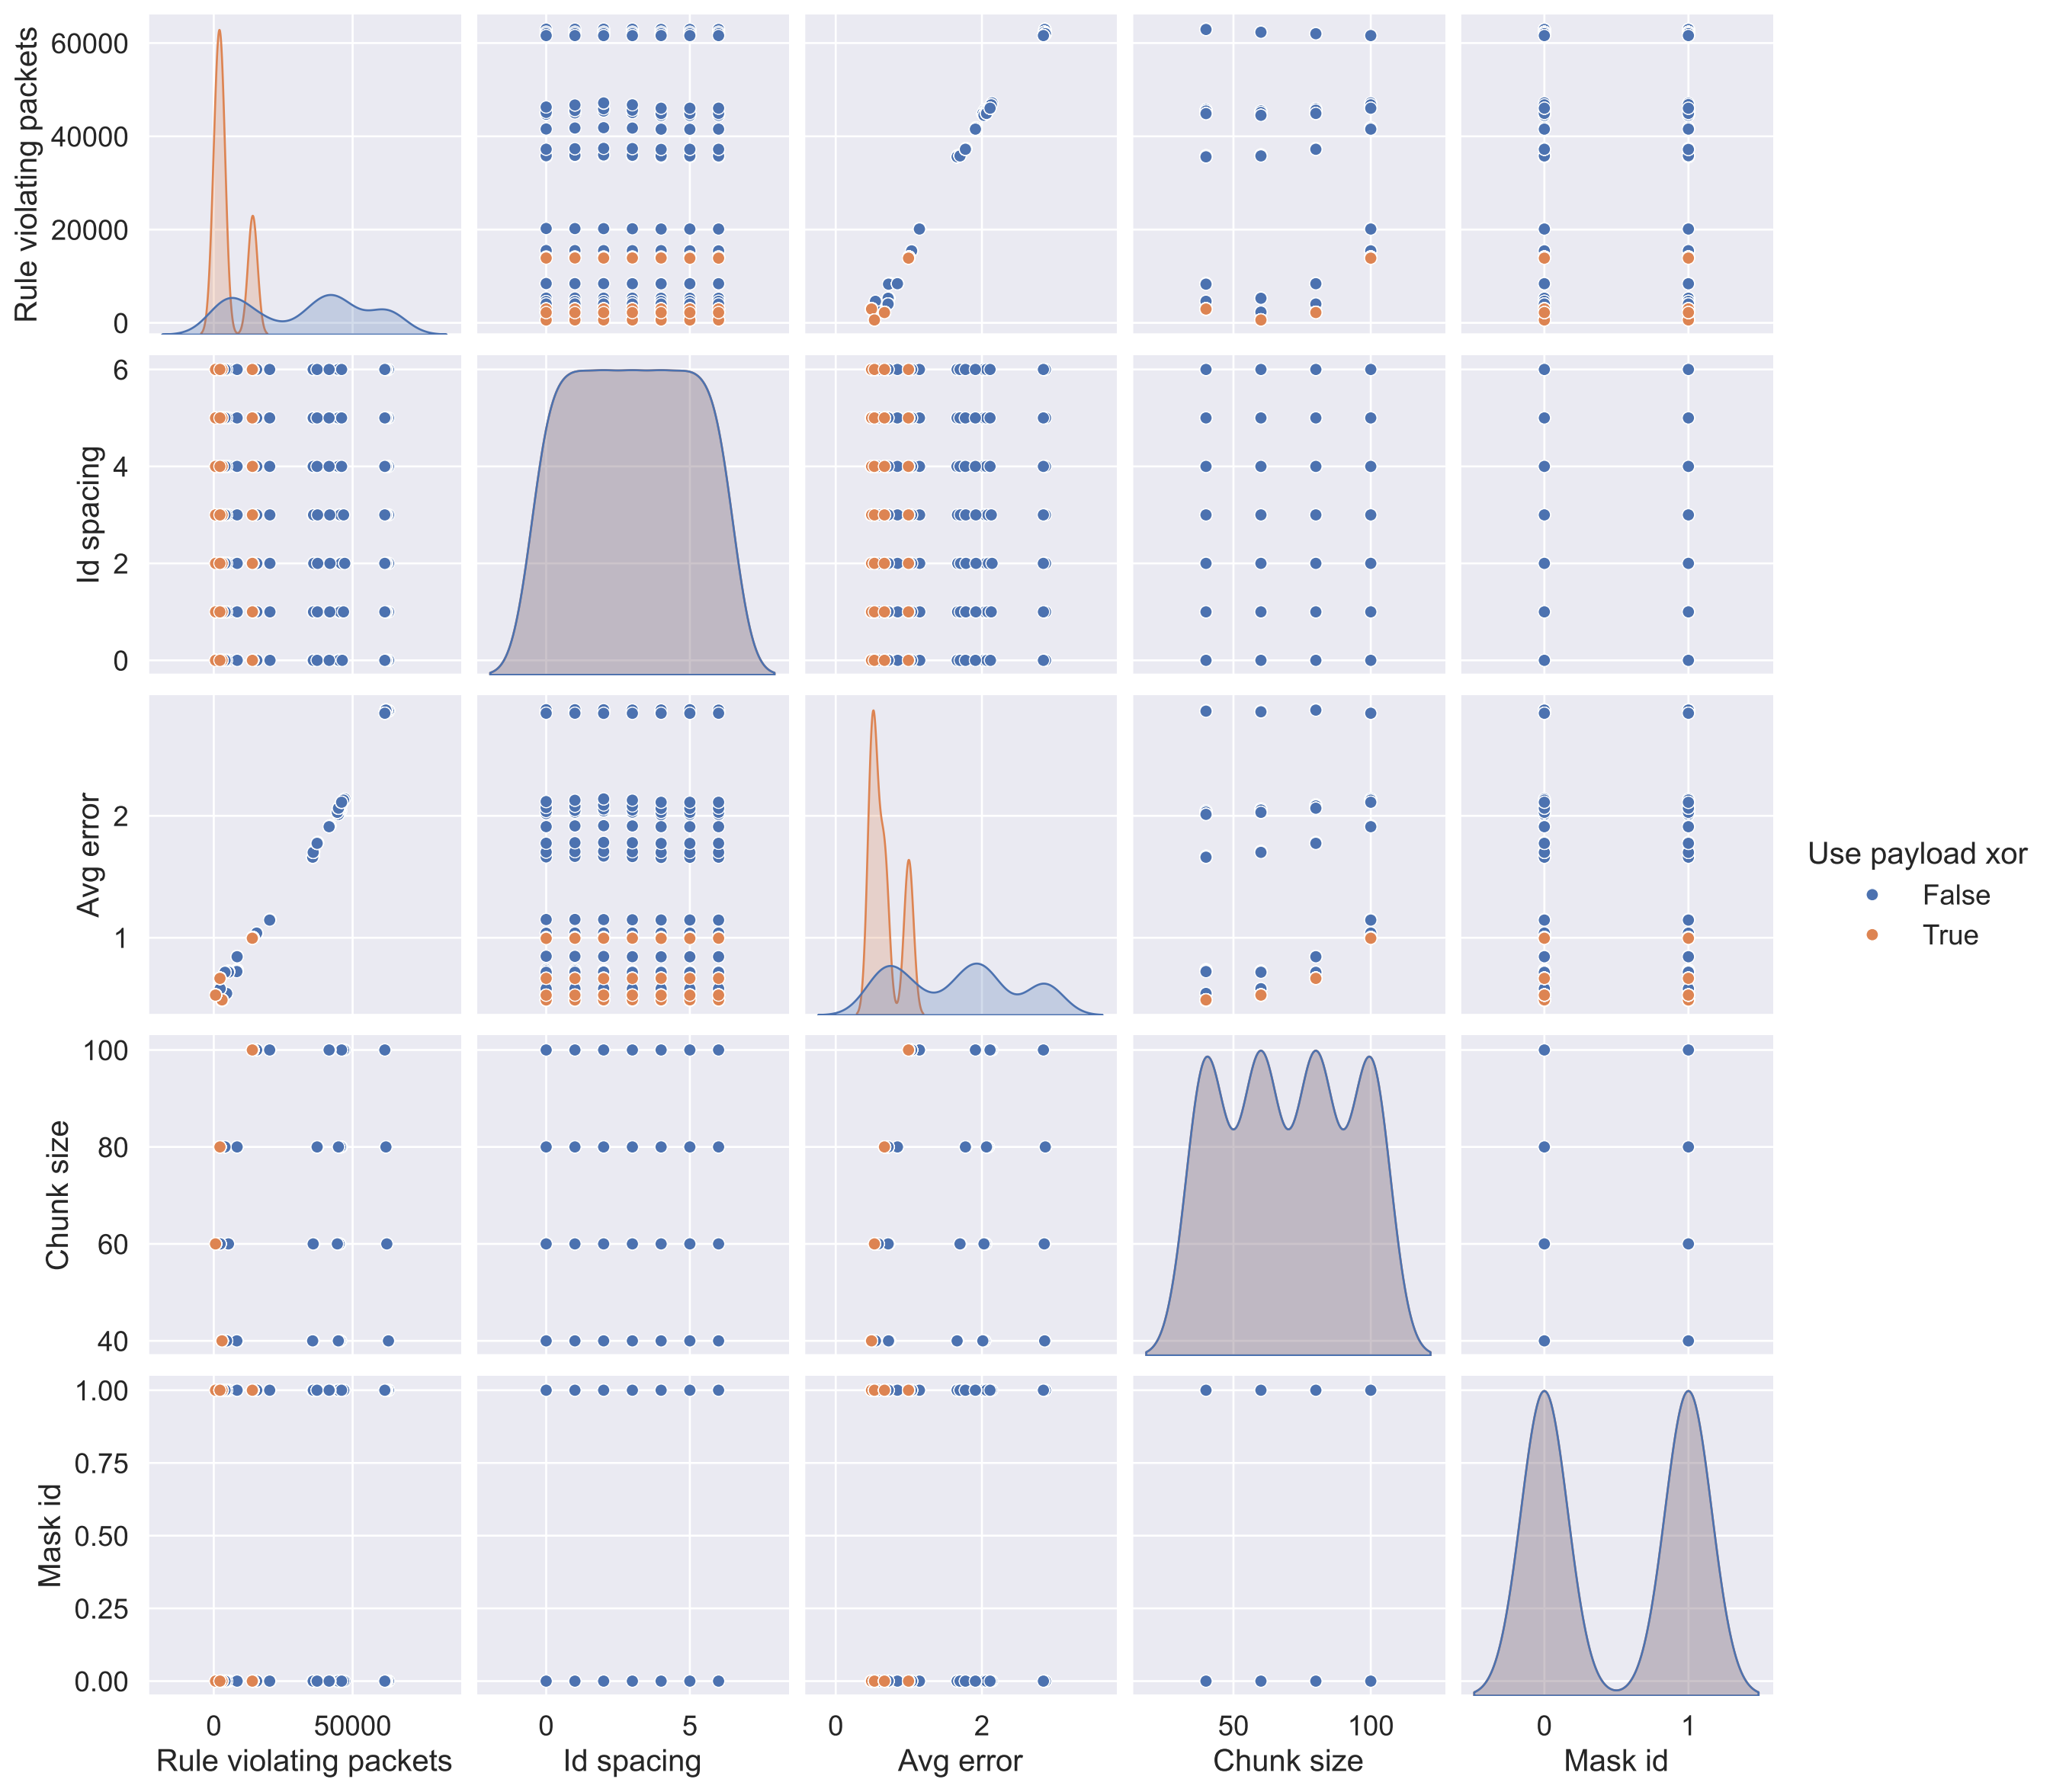 Rule violating packets
60000
40000
20000
0
Id spacing
6
4
2
0
Avg error
2
1
Use payload xor
False
True
Chunk size
100
80
60
40
Mask id
1.00
0.75
0.50
0.25
0.00
0 50000
0 5
0 2
50 100
0 1
Rule violating packets
Id spacing
Avg error
Chunk size
Mask id